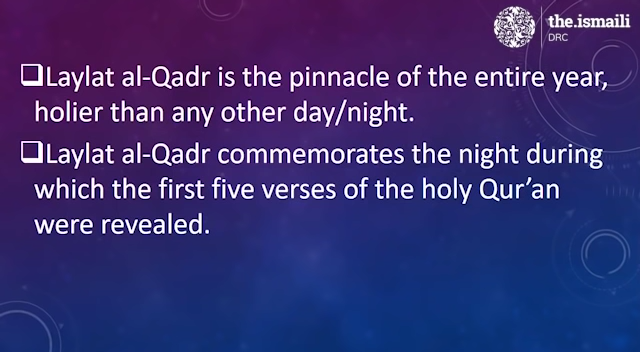 the.ismaili
DRC
❑Laylat al-Qadr is the pinnacle of the entire year,
holier than any other day/night.
❑Laylat al-Qadr commemorates the night during
which the first five verses of the holy Qur’an
were revealed.